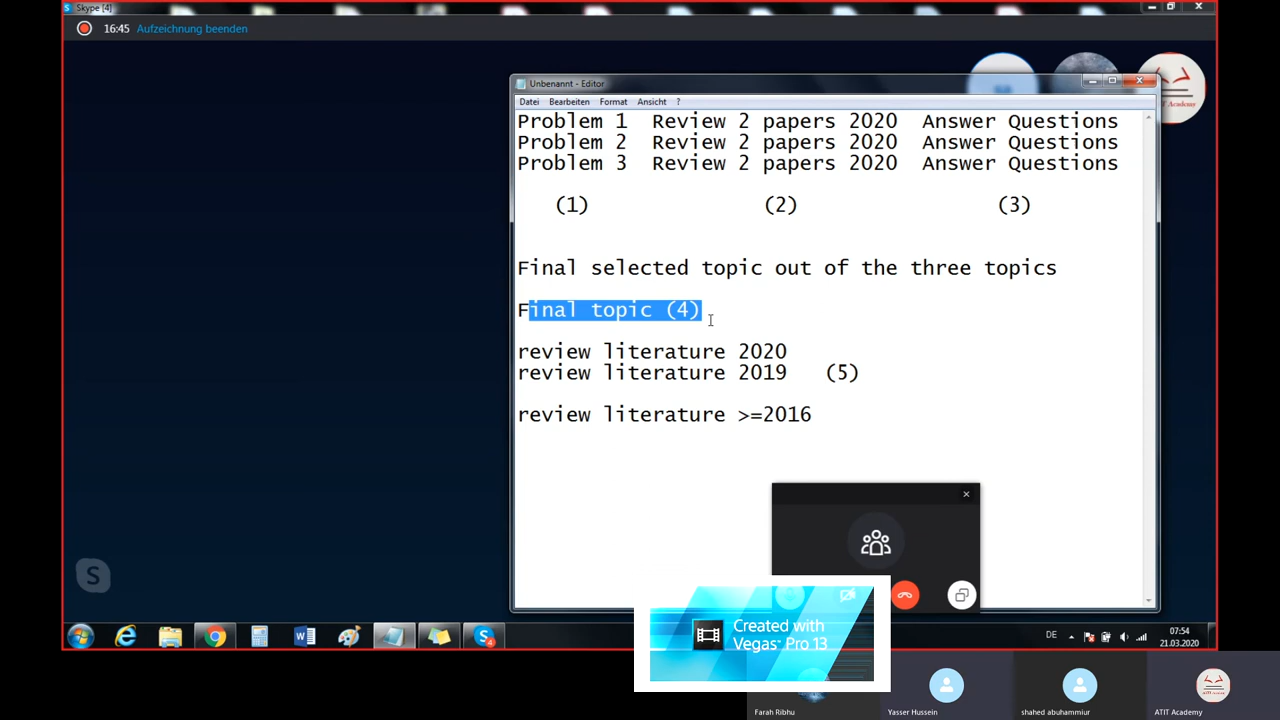 Skype [4]
16:45 Aufzeichnung beenden
Unbenannt - Editor
Datei Bearbeiten Format Ansicht ?
Problem 1 Review 2 papers 2020 Answer Questions
Problem 2 Review 2 papers 2020 Answer Questions
Problem 3 Review 2 papers 2020 Answer Questions
(1) (2) (3)
ATIT Academy
Final selected topic out of the three topics
Final topic (4)
review literature 2020
review literature 2019 (5)
review literature >=2016
S
Created with
Vegas™ Pro 13
DE
07:54
21.03.2020
Farah Ribhu
Yasser Hussein
shahed abuhammiur
ATIT Academy